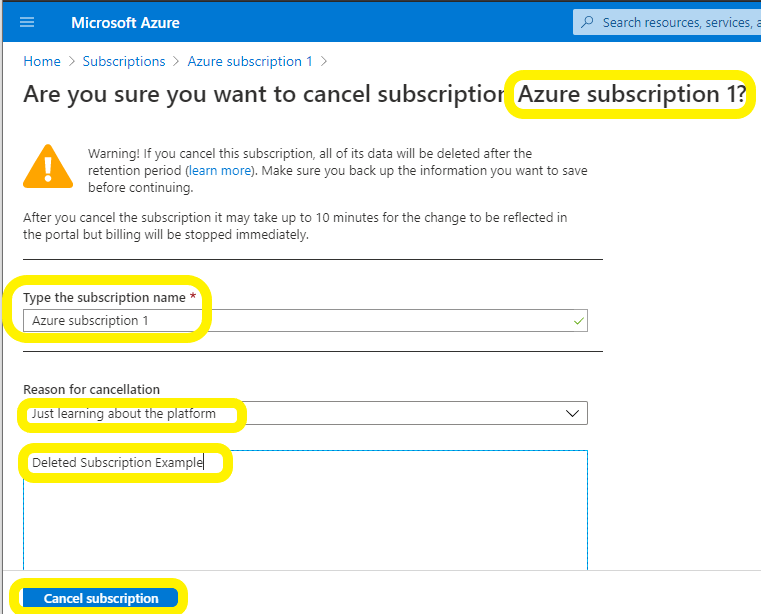 Microsoft Azure
Search resources, services, a
Home > Subscriptions > Azure subscription 1 >
Are you sure you want to cancel subscription Azure subscription 1?
Warning! If you cancel this subscription, all of its data will be deleted after the
retention period (learn more). Make sure you back up the information you want to save
before continuing.
After you cancel the subscription it may take up to 10 minutes for the change to be reflected in
the portal but billing will be stopped immediately.
Type the subscription name *
Azure subscription 1
Reason for cancellation
Just learning about the platform
Deleted Subscription Example
Cancel subscription